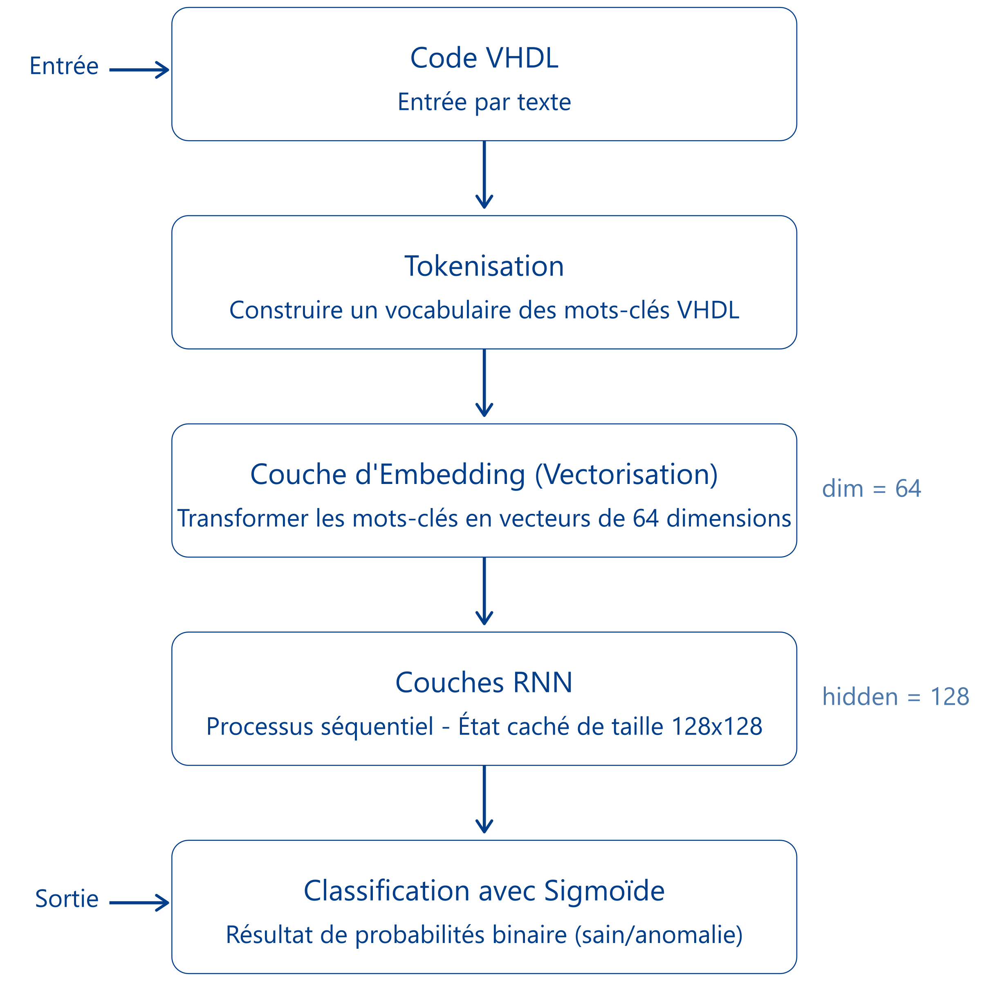 Entrée
Code VHDL
Entrée par texte
Tokenisation
Construire un vocabulaire des mots-clés VHDL
Couche d'Embedding (Vectorisation)
Transformer les mots-clés en vecteurs de 64 dimensions
dim = 64
Couches RNN
Processus séquentiel - État caché de taille 128x128
hidden = 128
Sortie
Classification avec Sigmoïde
Résultat de probabilités binaire (sain/anomalie)